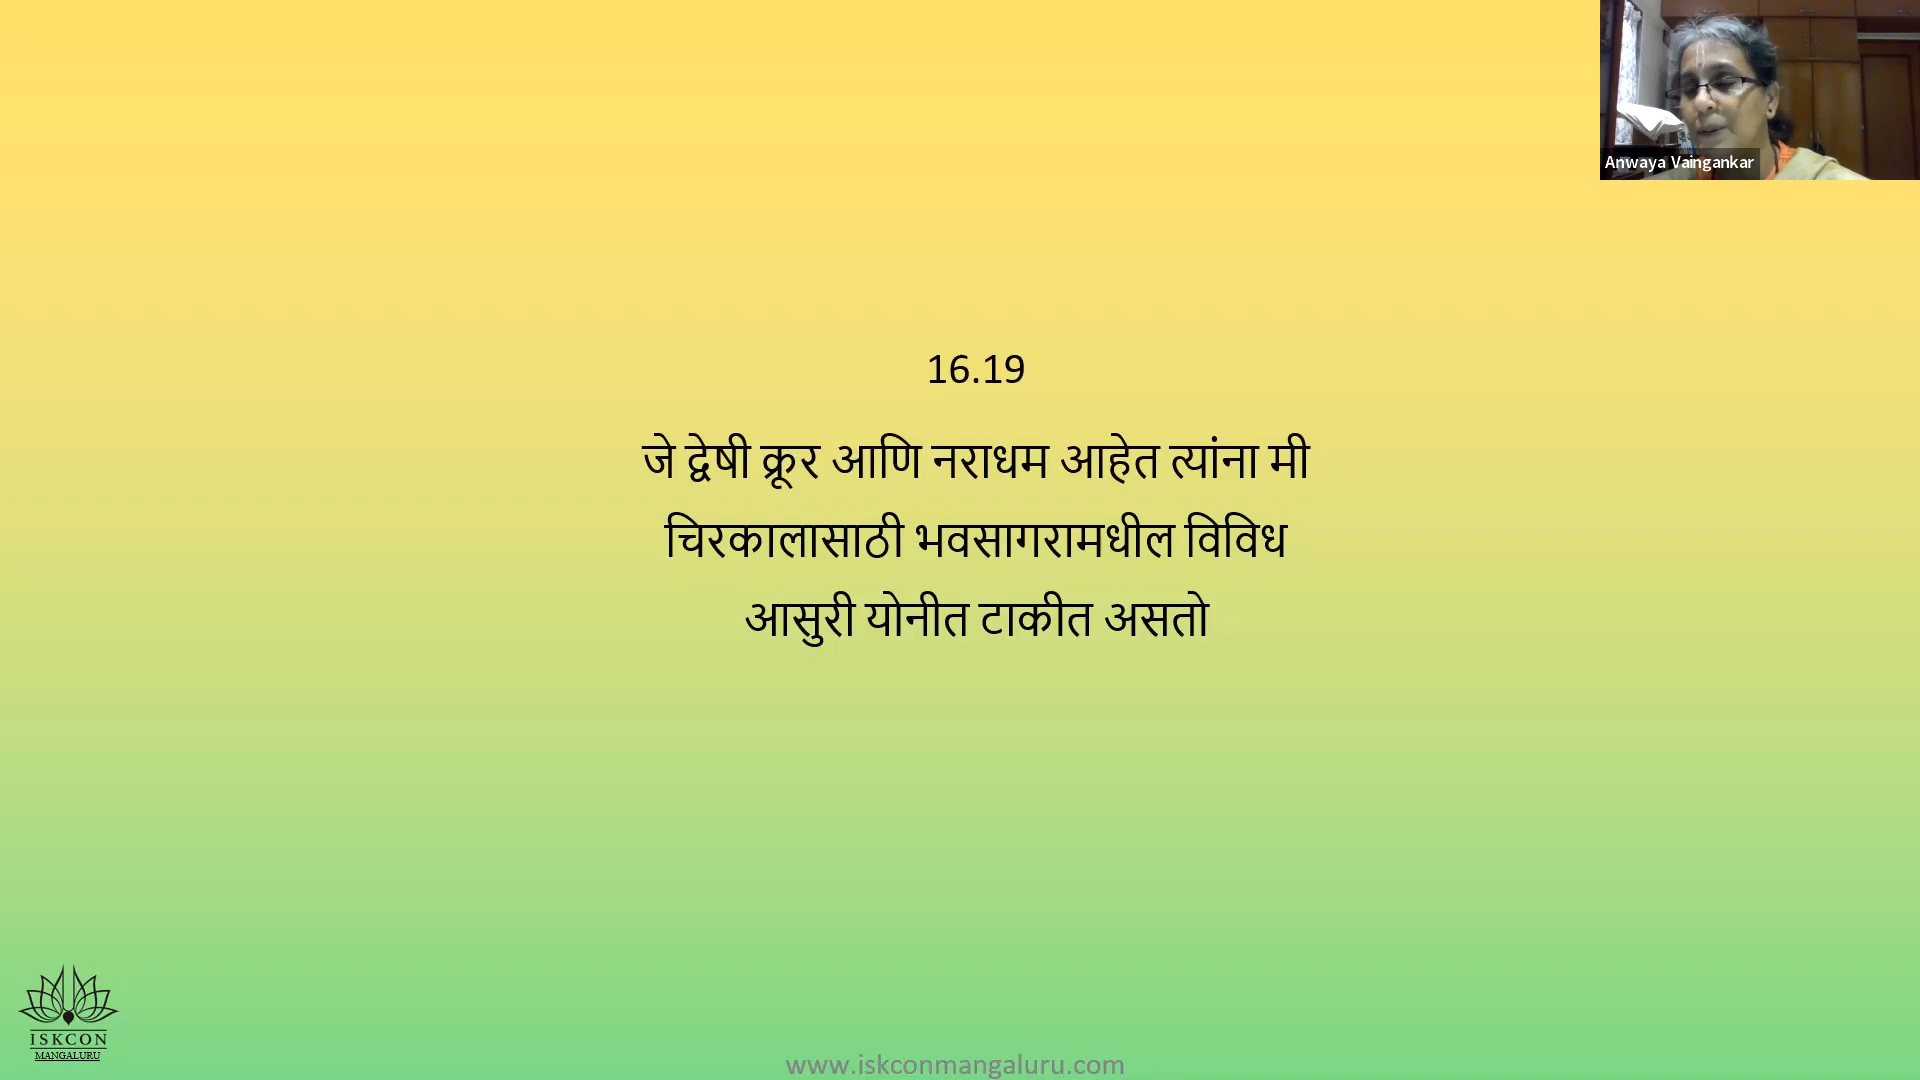 Anwaya Vaingankar
16.19
जे द्वेषी क्रूर आणि नराधम आहेत त्यांना मी
चिरकालासाठी भवसागरामधील विविध
आसुरी योनीत टाकीत असतो
ISKCON
MANGALURU
www.iskconmangaluru.com